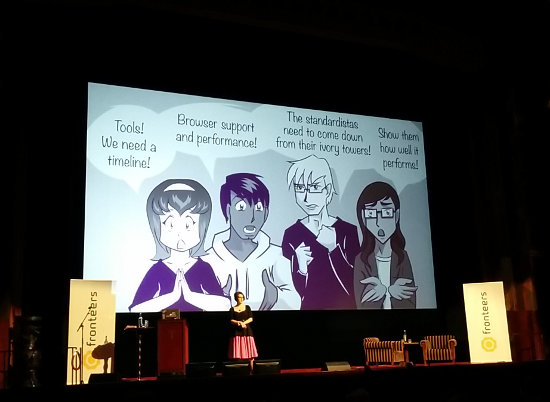 Tools!
We need a
timeline!
Browser support
and performance!
The standardistas
need to come down
from their ivory towers!
Show them
how well it
performs!
fronteers
fronteers